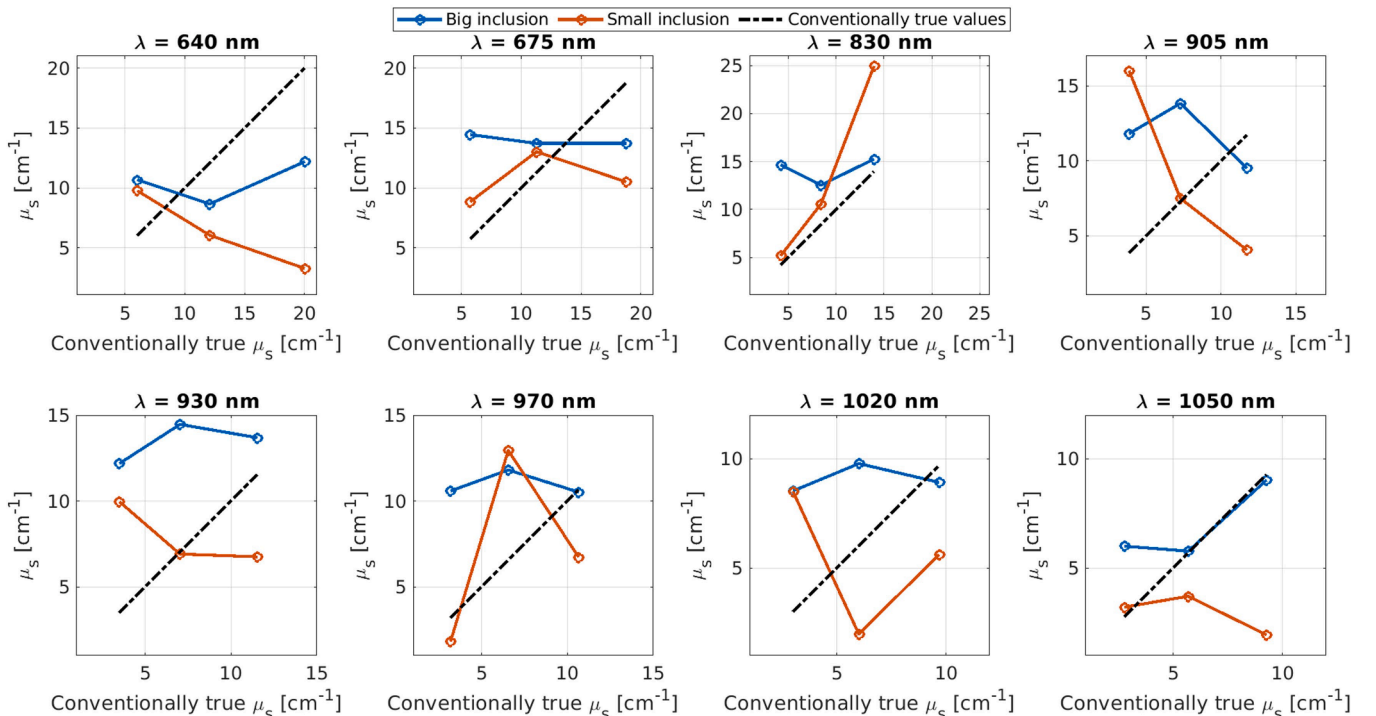 Big inclusion Small inclusion Conventionally true values
λ = 640 nm
20
15
10
5
μs [cm-1]
5 10 15 20
Conventionally true μs [cm-1]
λ = 675 nm
20
15
10
5
μs [cm-1]
5 10 15 20
Conventionally true μs [cm-1]
λ = 830 nm
25
20
15
10
5
μs [cm-1]
5 10 15 20 25
Conventionally true μs [cm-1]
λ = 905 nm
15
10
5
μs [cm-1]
5 10 15
Conventionally true μs [cm-1]
λ = 930 nm
15
10
5
μs [cm-1]
5 10 15
Conventionally true μs [cm-1]
λ = 970 nm
15
10
5
μs [cm-1]
5 10 15
Conventionally true μs [cm-1]
λ = 1020 nm
10
5
μs [cm-1]
5 10
Conventionally true μs [cm-1]
λ = 1050 nm
10
5
μs [cm-1]
5 10
Conventionally true μs [cm-1]